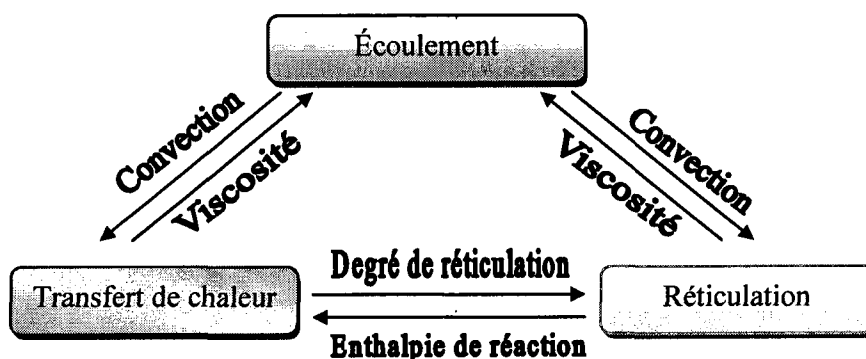 Écoulement
Convection
Viscosité
Viscosité
Convection
Degré de réticulation
Transfert de chaleur
Réticulation
Enthalpie de réaction